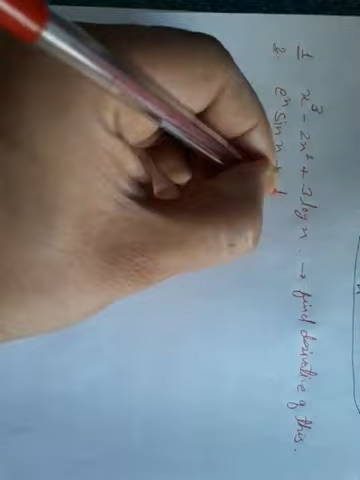 1 x³ - 2x² + 3 log x. → find derivative of this.
2. eˣ sin x +